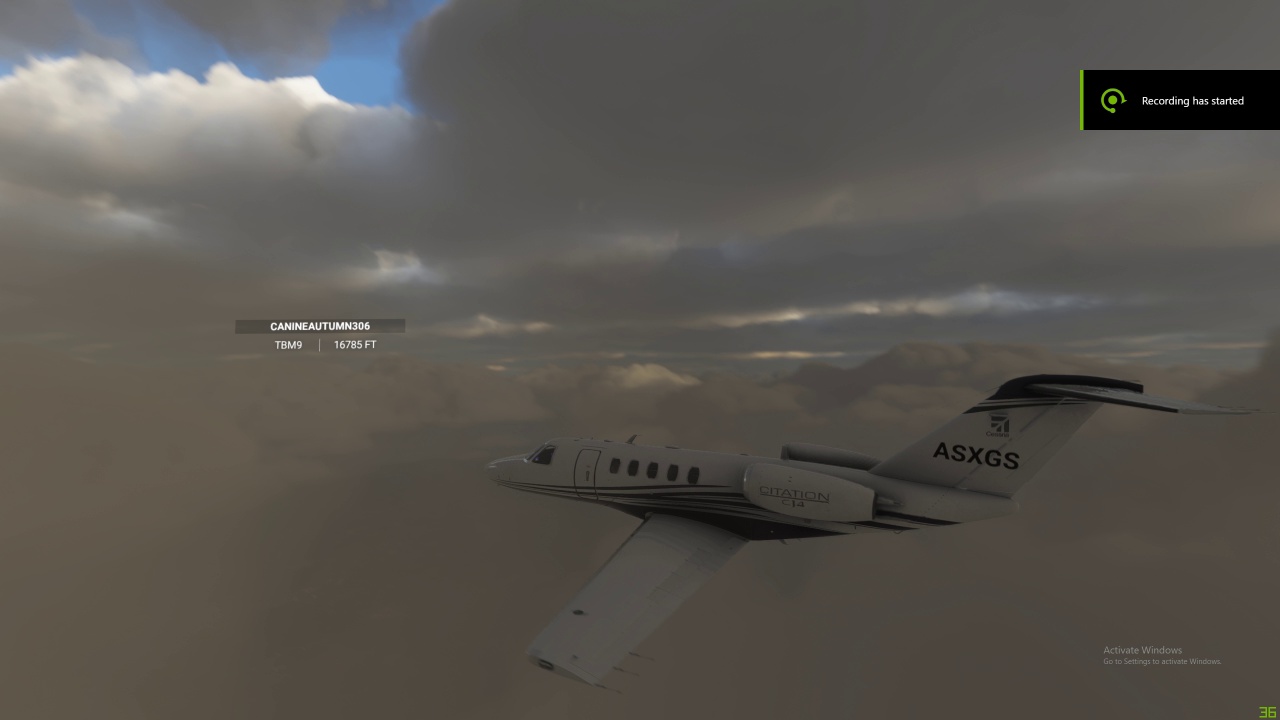 Recording has started
CANINEAUTUMN306
TBM9 | 16785 FT
ASXGS
CITATION
CJ4
Activate Windows
Go to Settings to activate Windows.
36